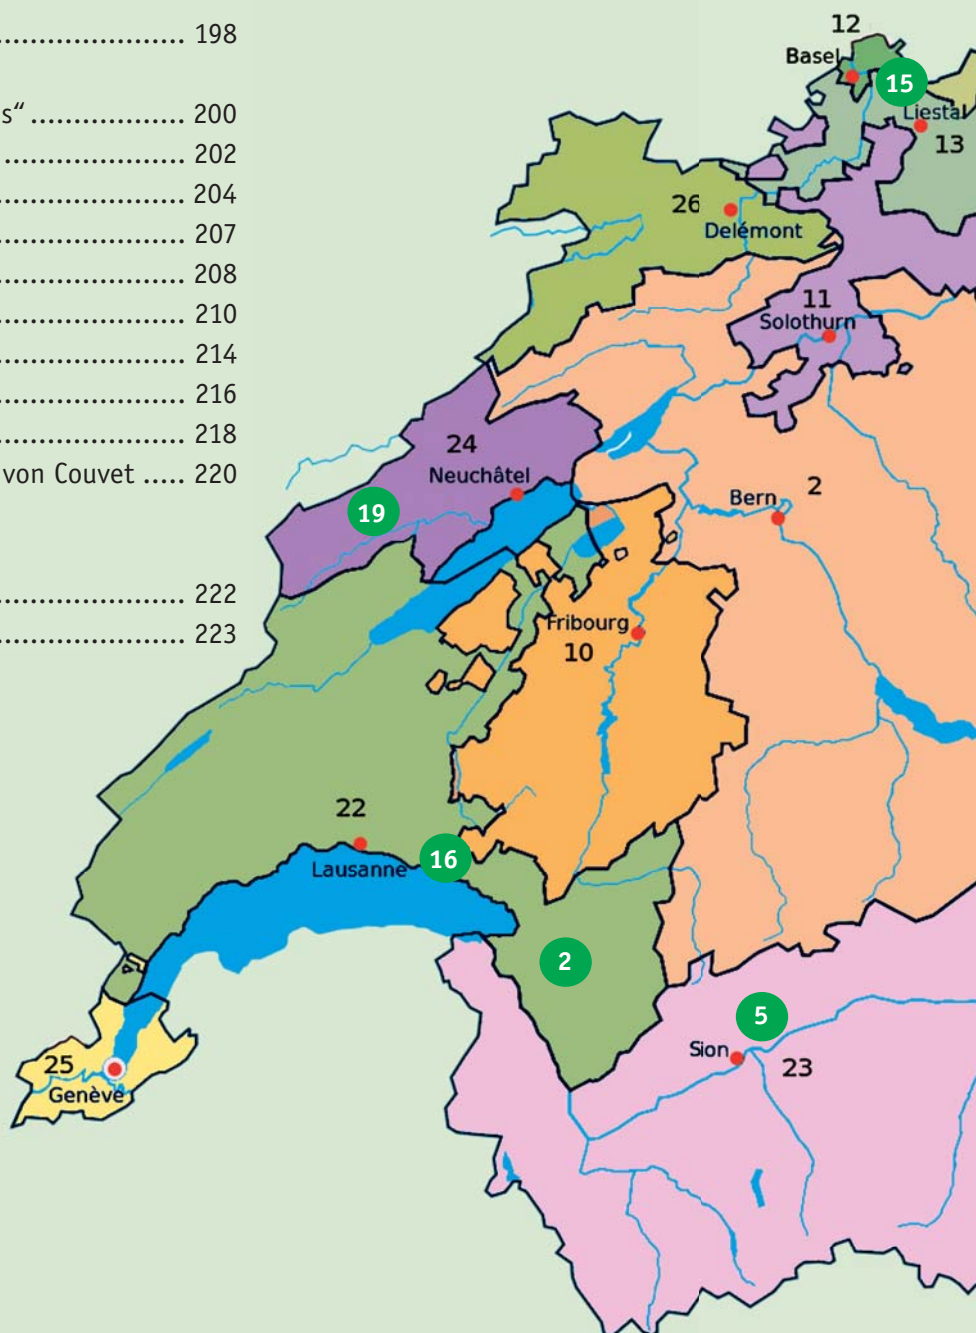 ........................ 198
s“ .................. 200
....................... 202
........................ 204
........................ 207
........................ 208
........................ 210
........................ 214
........................ 216
........................ 218
von Couvet ..... 220
........................ 222
........................ 223
12
Basel
15
Liestal
13
26
Delémont
11
Solothurn
24
Neuchâtel
19
2
Bern
Fribourg
10
22
Lausanne
16
2
5
Sion
23
25
Genève